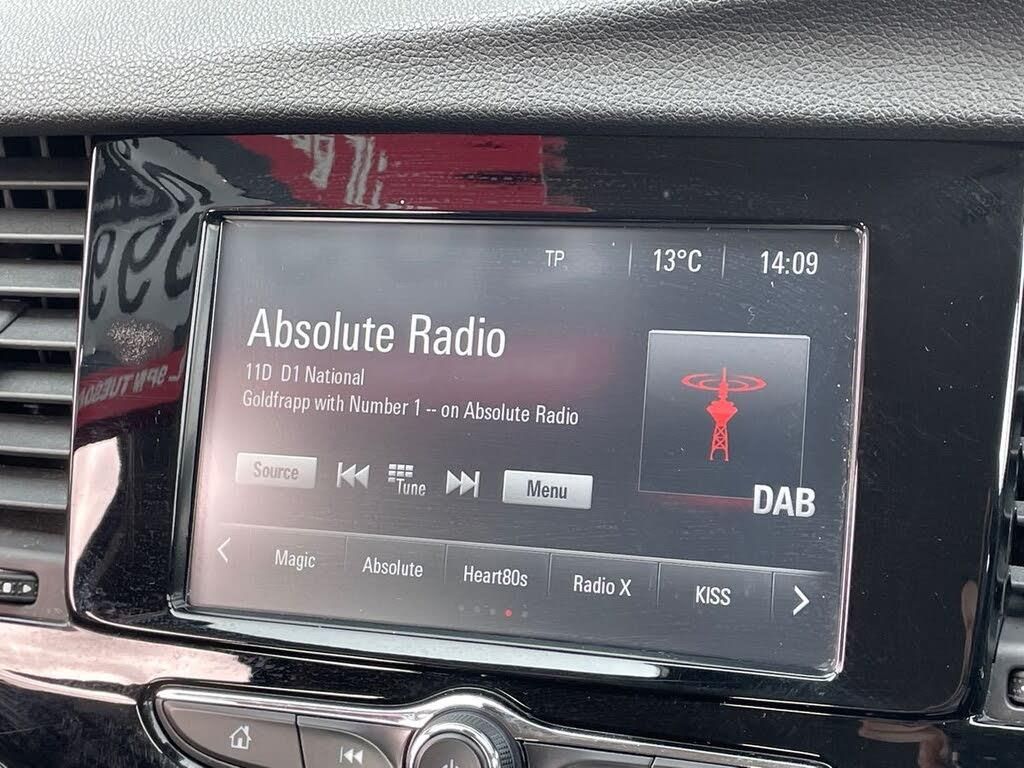 TP 13°C 14:09
Absolute Radio
11D D1 National
Goldfrapp with Number 1 -- on Absolute Radio
Source Tune Menu
DAB
Magic Absolute Heart80s Radio X KISS